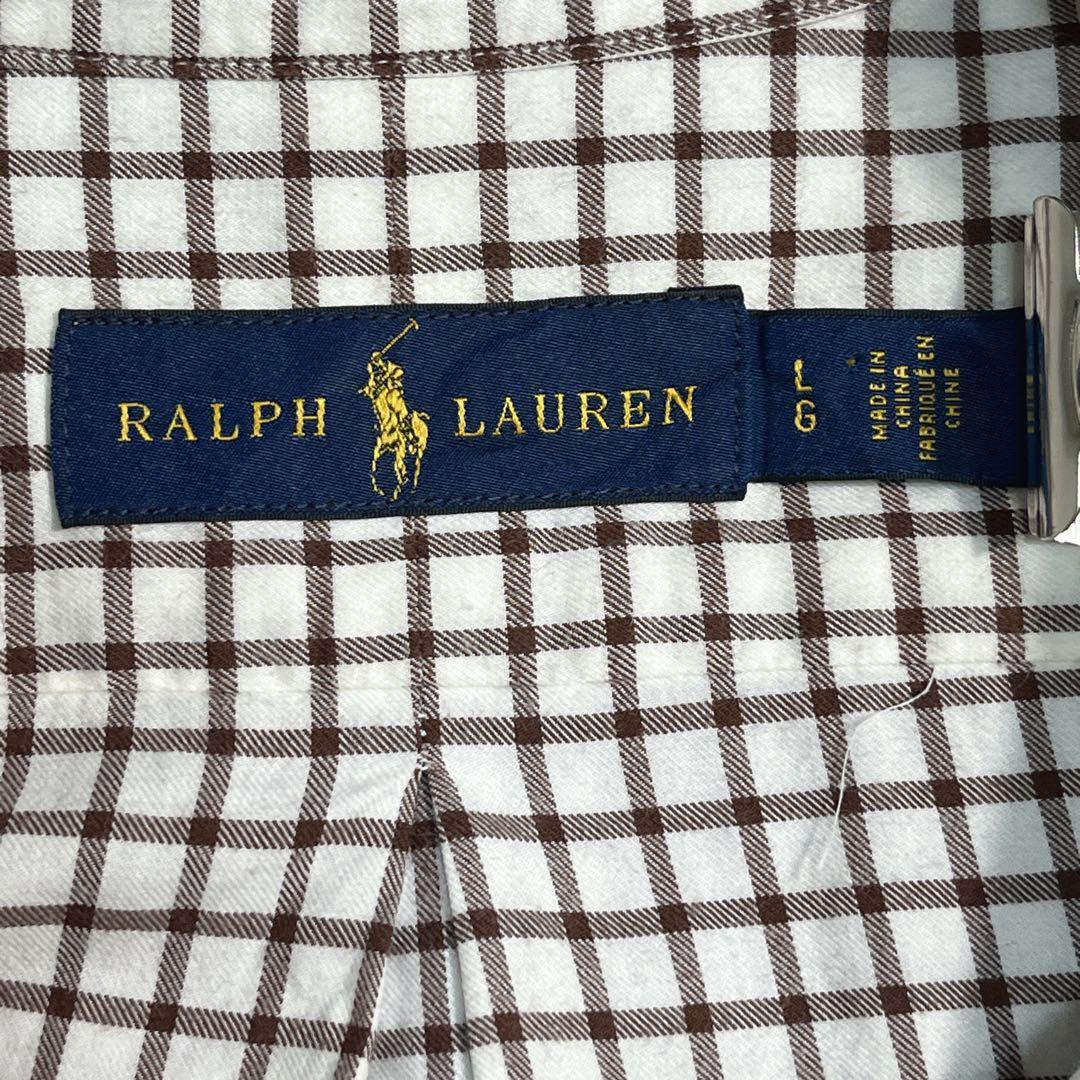 RALPH LAUREN
L
G
MADE IN
CHINA
FABRIQUÉ EN
CHINE